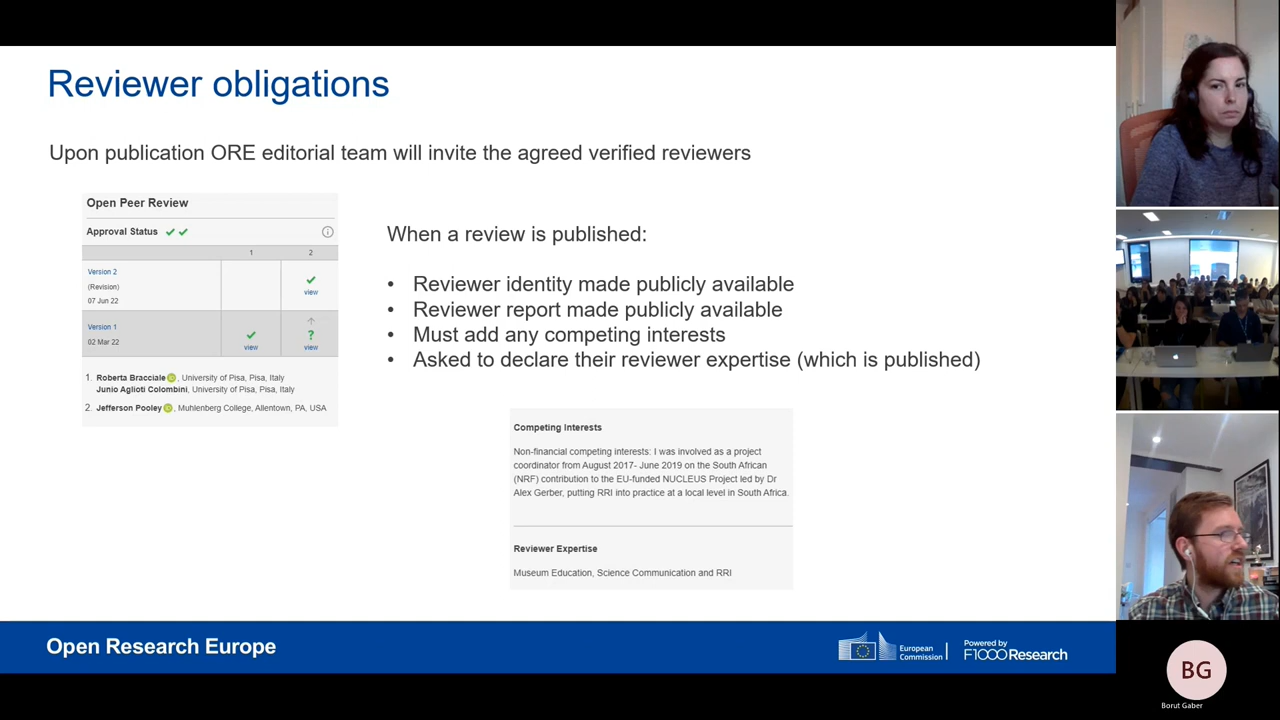 Reviewer obligations
Upon publication ORE editorial team will invite the agreed verified reviewers
Open Peer Review
Approval Status
1 2
Version 2
(Revision)
07 Jun 22
view
Version 1
02 Mar 22
?
view view
1. Roberta Bracciale, University of Pisa, Pisa, Italy
Junio Aglioti Colombini, University of Pisa, Pisa, Italy
2. Jefferson Pooley, Muhlenberg College, Allentown, PA, USA
When a review is published:
• Reviewer identity made publicly available
• Reviewer report made publicly available
• Must add any competing interests
• Asked to declare their reviewer expertise (which is published)
Competing Interests
Non-financial competing interests: I was involved as a project
coordinator from August 2017- June 2019 on the South African
(NRF) contribution to the EU-funded NUCLEUS Project led by Dr
Alex Gerber, putting RRI into practice at a local level in South Africa.
Reviewer Expertise
Museum Education, Science Communication and RRI
Open Research Europe
European
Commission
Powered by
F1000Research
BG
Borut Gaber